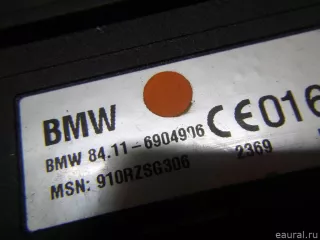 BMW
CE016
BMW 84.11-6904906
2369
MSN: 910RZSG306
eaural.ru